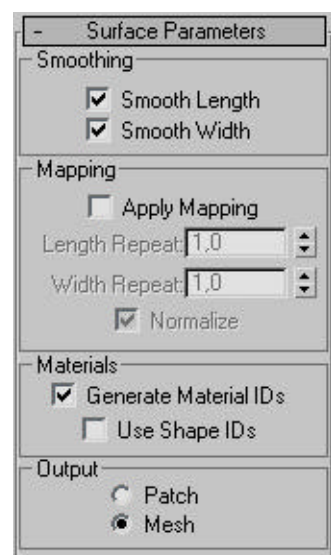 - Surface Parameters
Smoothing
Smooth Length
Smooth Width
Mapping
Apply Mapping
Length Repeat: 1,0
Width Repeat: 1,0
Normalize
Materials
Generate Material IDs
Use Shape IDs
Output
Patch
Mesh